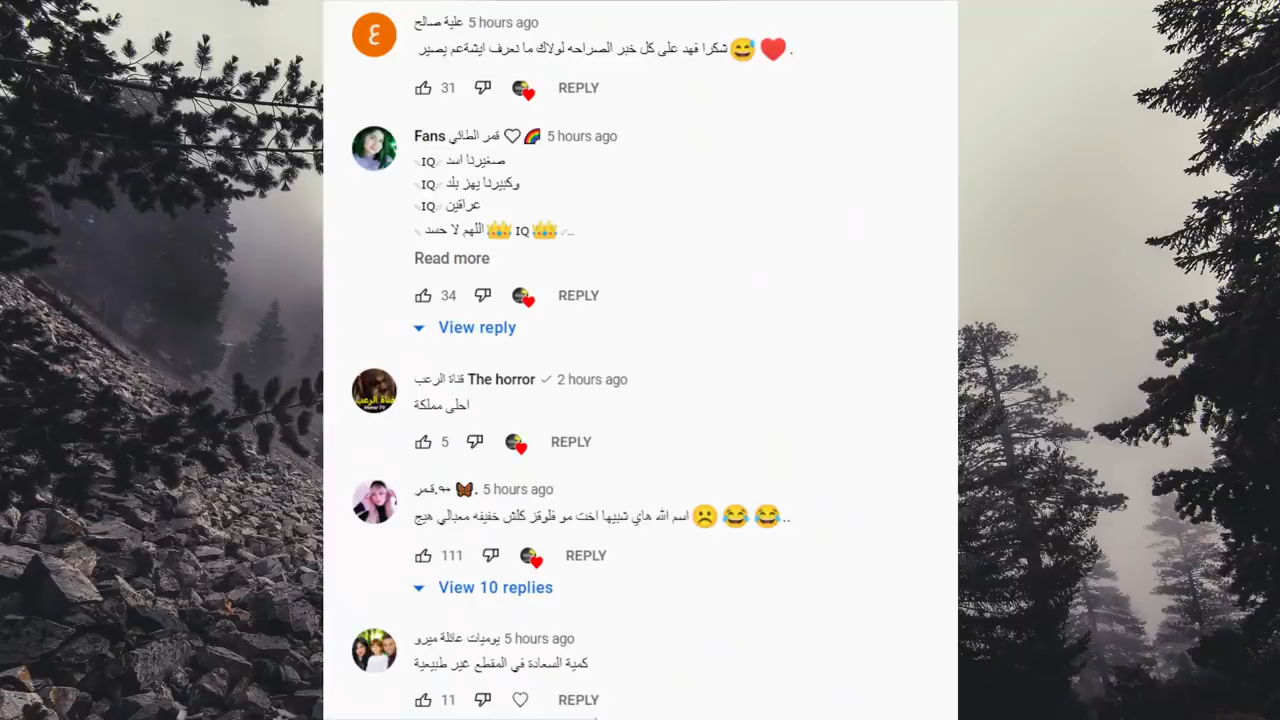 علية صالح 5 hours ago
شكرا فهد على كل خبر الصراحه لولاك ما نعرف ايشةعم يصير 😅❤️ .
31 REPLY
Fans قمر الطائي ♡🌈 5 hours ago
صغيرنا اسد IQ
وكبيرنا يهز بلد IQ
عراقين IQ
اللهم لا حسد 👑 IQ 👑 ...
Read more
34 REPLY
View reply
قناة الرعب The horror ✓ 2 hours ago
احلى مملكة
5 REPLY
قمر 🦋. 5 hours ago
اسم الله هاي شبيها اخت مو فلوقز كلش خفيفه معبالي هيج ☹️😂😂..
111 REPLY
View 10 replies
يوميات عائلة ميرو 5 hours ago
كمية السعادة في المقطع غير طبيعية
11 REPLY